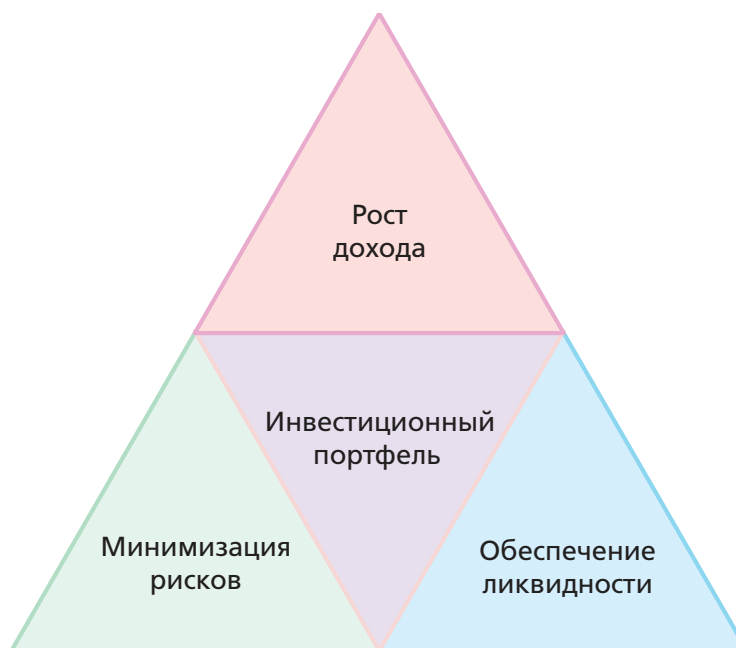 Рост
дохода
Инвестиционный
портфель
Минимизация
рисков
Обеспечение
ликвидности